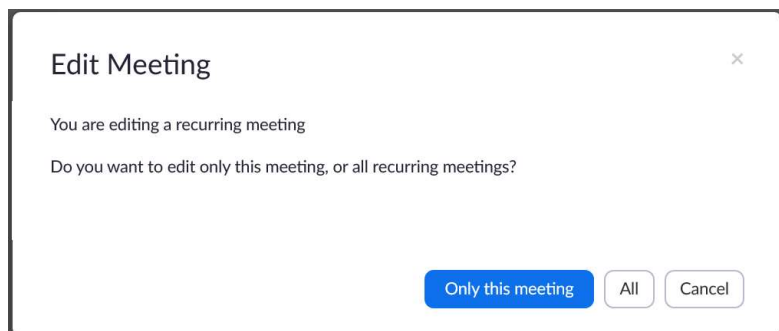 Edit Meeting
You are editing a recurring meeting
Do you want to edit only this meeting, or all recurring meetings?
Only this meeting
All
Cancel